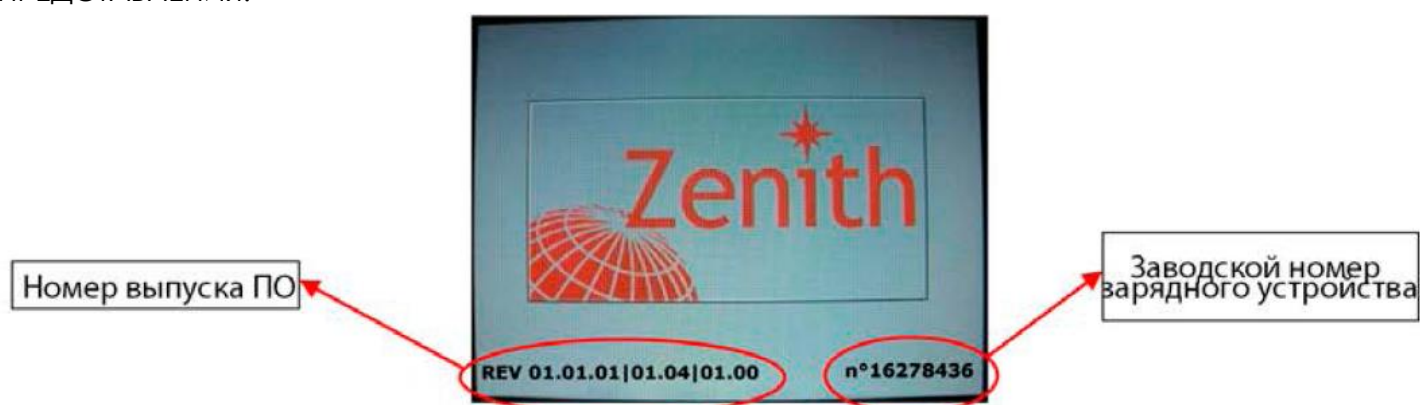 Zenith
Номер выпуска ПО
Заводской номер
зарядного устройства
REV 01.01.01|01.04|01.00
n°16278436